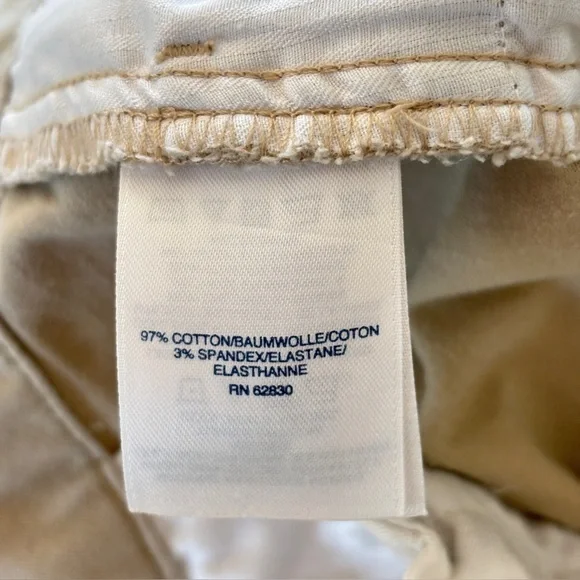 97% COTTON/BAUMWOLLE/COTON
3% SPANDEX/ELASTANE/
ELASTHANNE
RN 62830